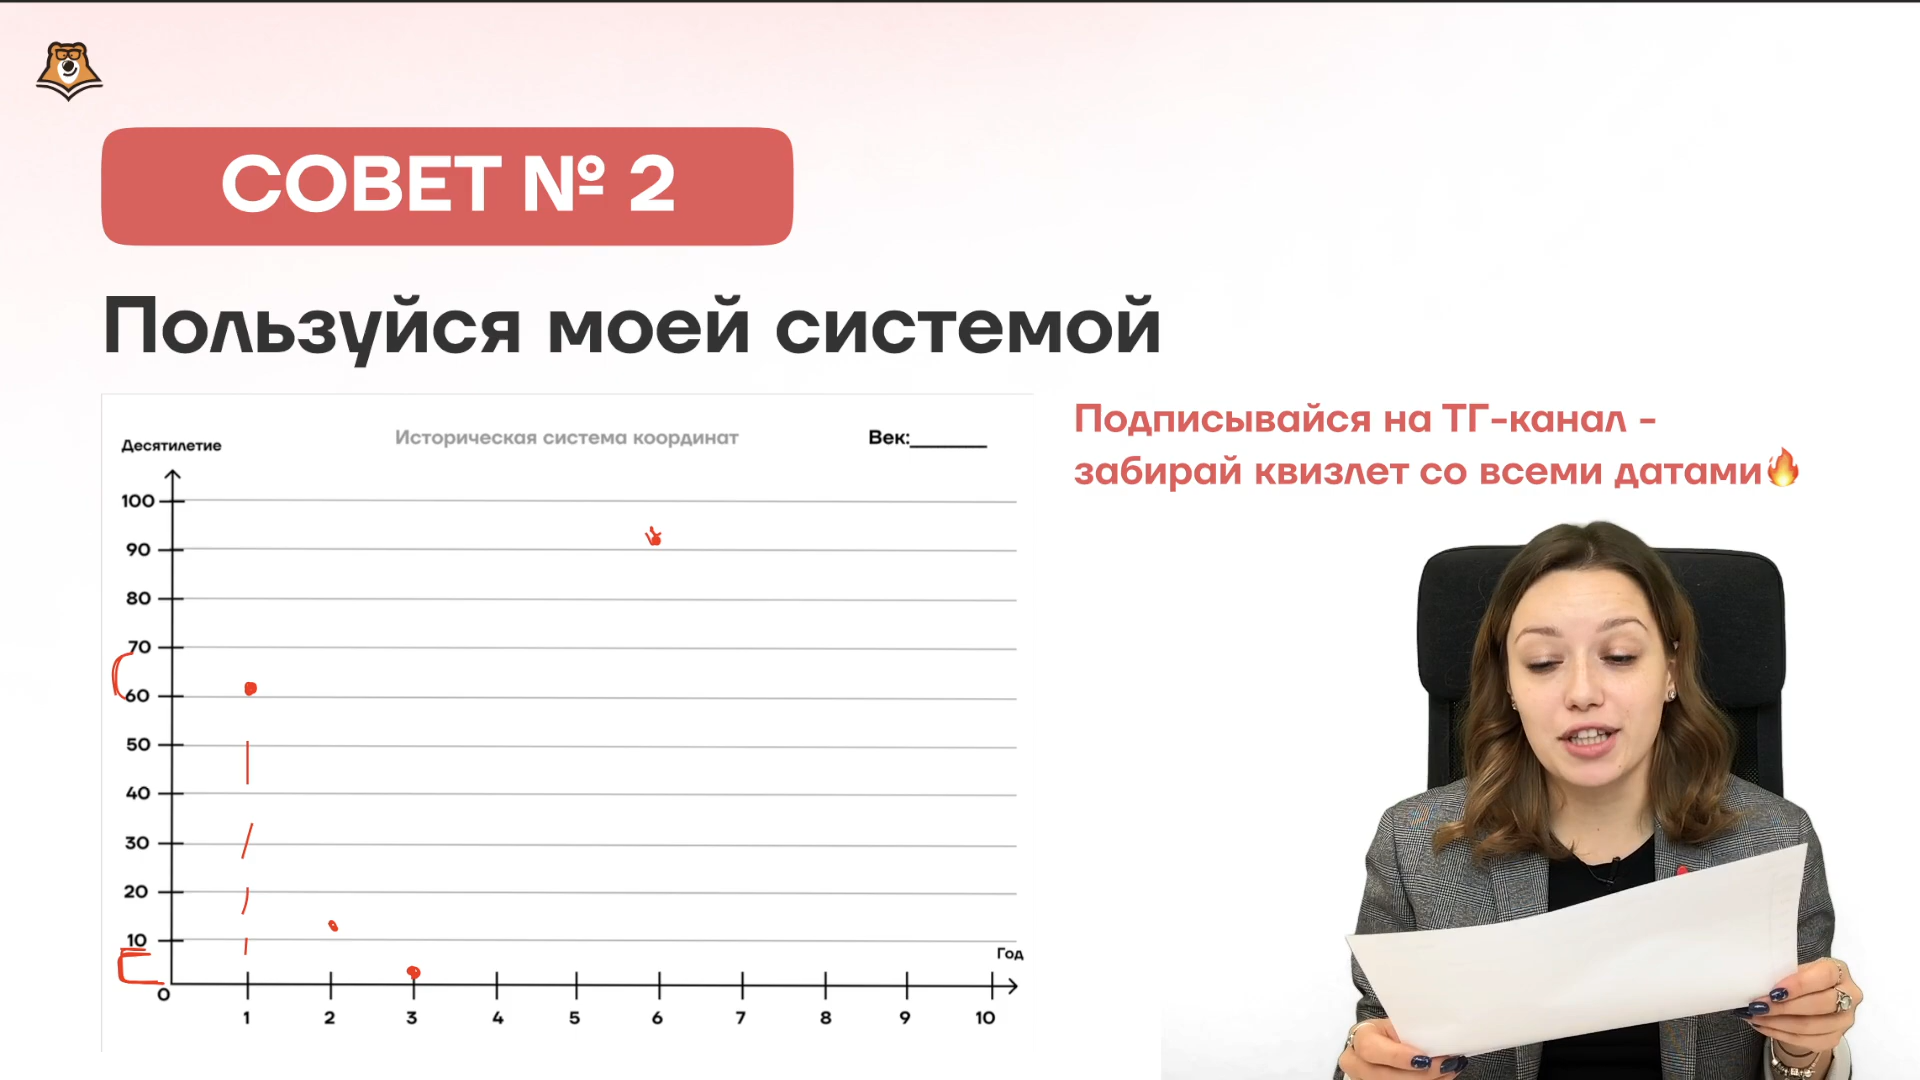 СОВЕТ № 2
Пользуйся моей системой
Подписывайся на ТГ-канал -
забирай квизлет со всеми датами🔥
Десятилетие
Историческая система координат
Век:________
100
90
80
70
60
50
40
30
20
10
Год
0
1 2 3 4 5 6 7 8 9 10